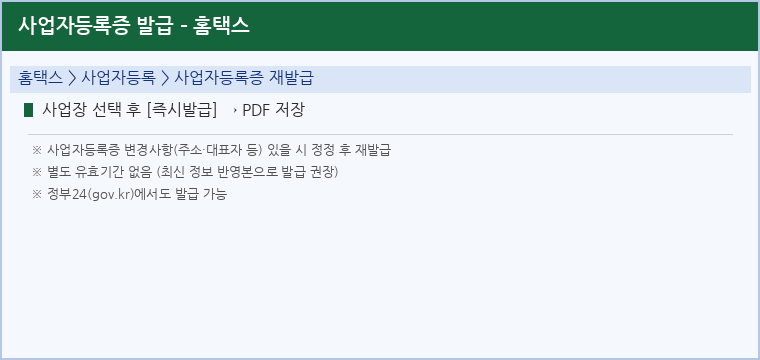 사업자등록증 발급 – 홈택스
홈택스 > 사업자등록 > 사업자등록증 재발급
사업장 선택 후 [즉시발급] → PDF 저장
※ 사업자등록증 변경사항(주소·대표자 등) 있을 시 정정 후 재발급
※ 별도 유효기간 없음 (최신 정보 반영본으로 발급 권장)
※ 정부24(gov.kr)에서도 발급 가능